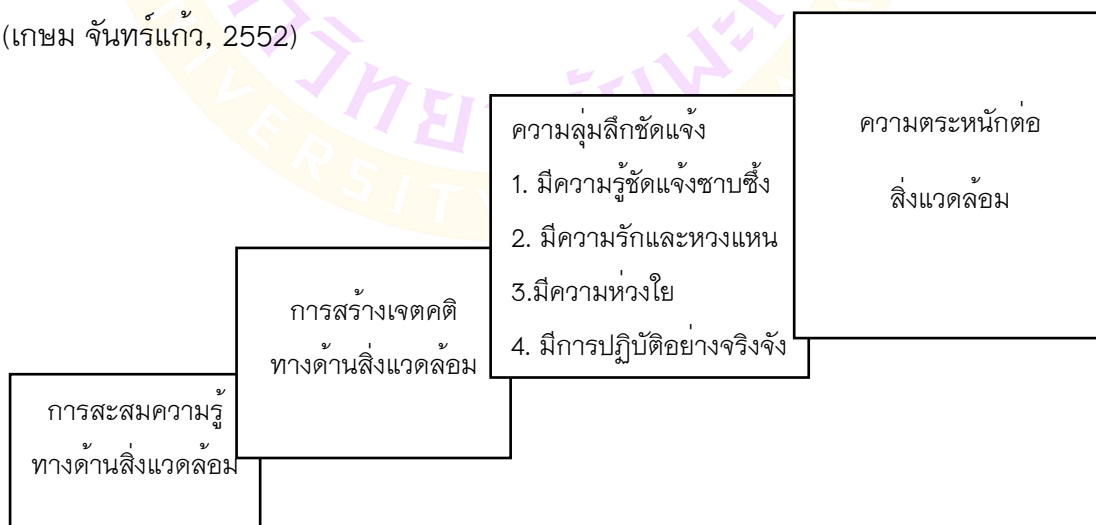 (เกษม จันทร์แก้ว, 2552)
ความตระหนักต่อ
สิ่งแวดล้อม
ความลุ่มลึกชัดแจ้ง
1. มีความรู้ชัดแจ้งซาบซึ้ง
2. มีความรักและหวงแหน
3.มีความห่วงใย
4. มีการปฏิบัติอย่างจริงจัง
การสร้างเจตคติ
ทางด้านสิ่งแวดล้อม
การสะสมความรู้
ทางด้านสิ่งแวดล้อม